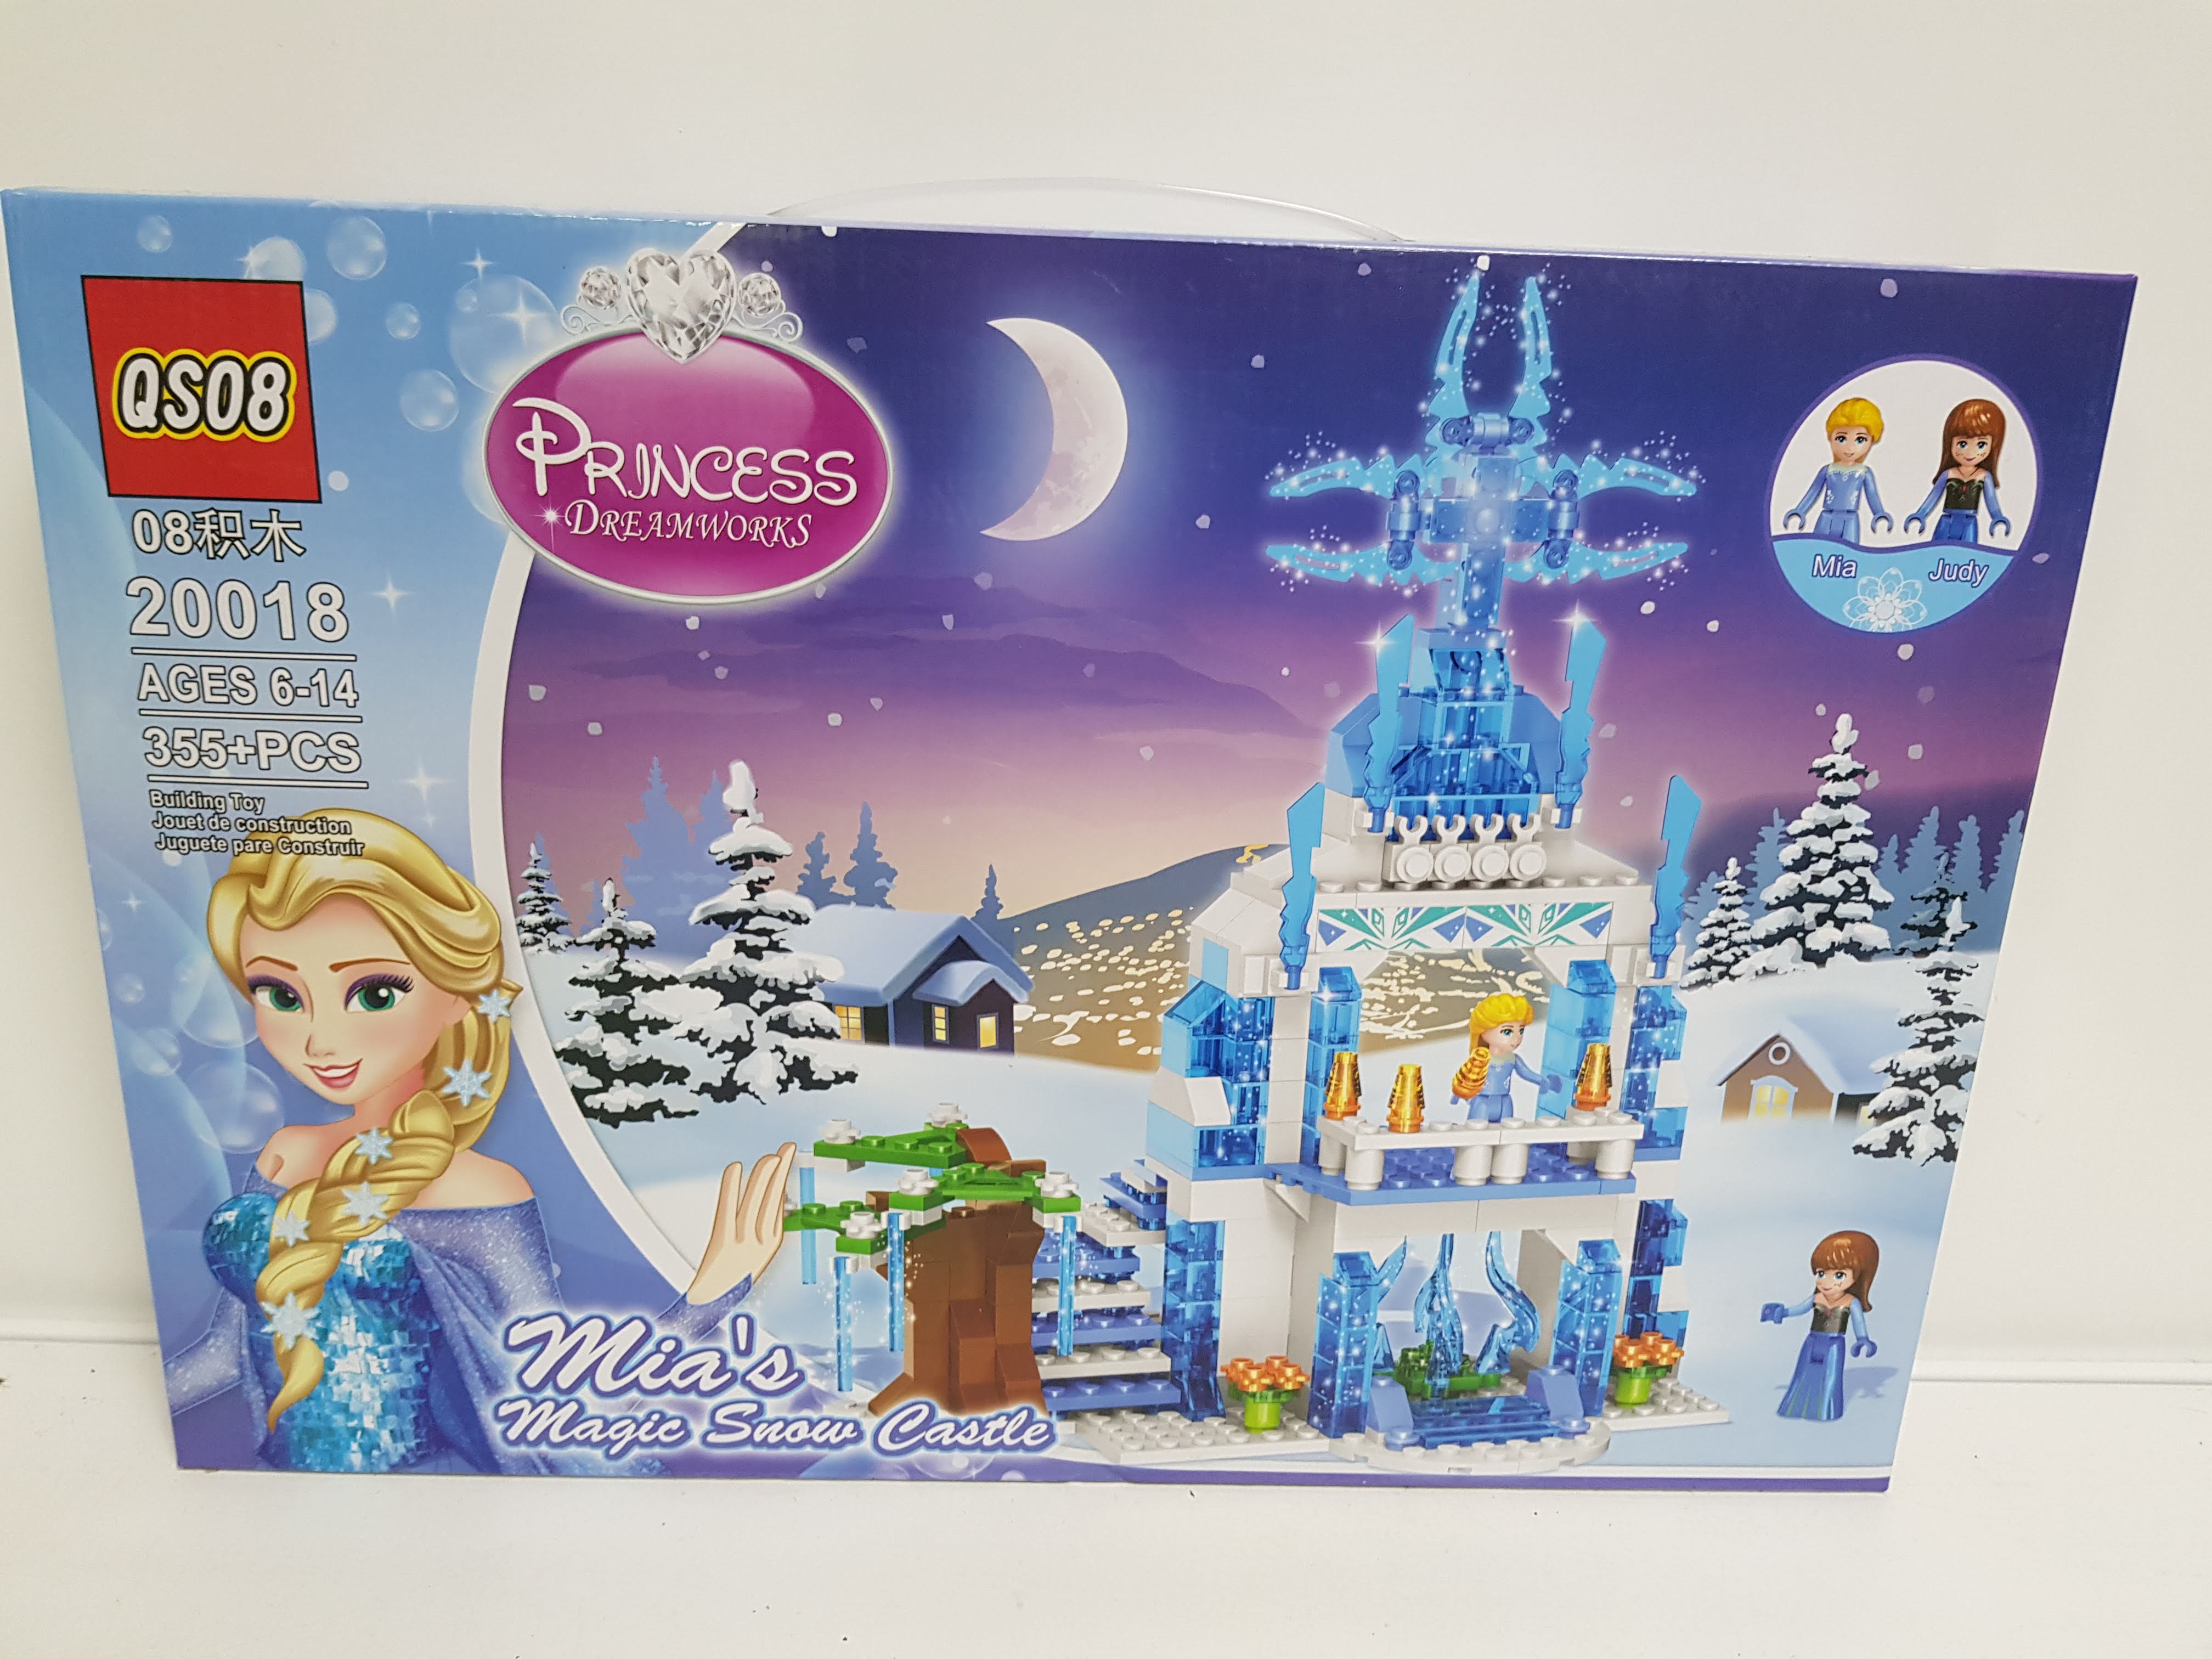 QS08
08积木
20018
AGES 6-14
355+PCS
Building Toy
Jouet de construction
Juguete pare Construir
PRINCESS
DREAMWORKS
Mia Judy
Mia's
Magic Snow Castle